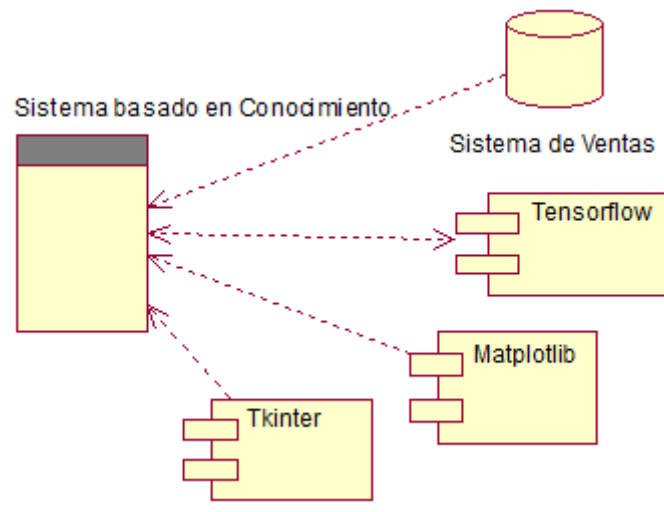 Sistema basado en Conocimiento
Sistema de Ventas
Tensorflow
Matplotlib
Tkinter